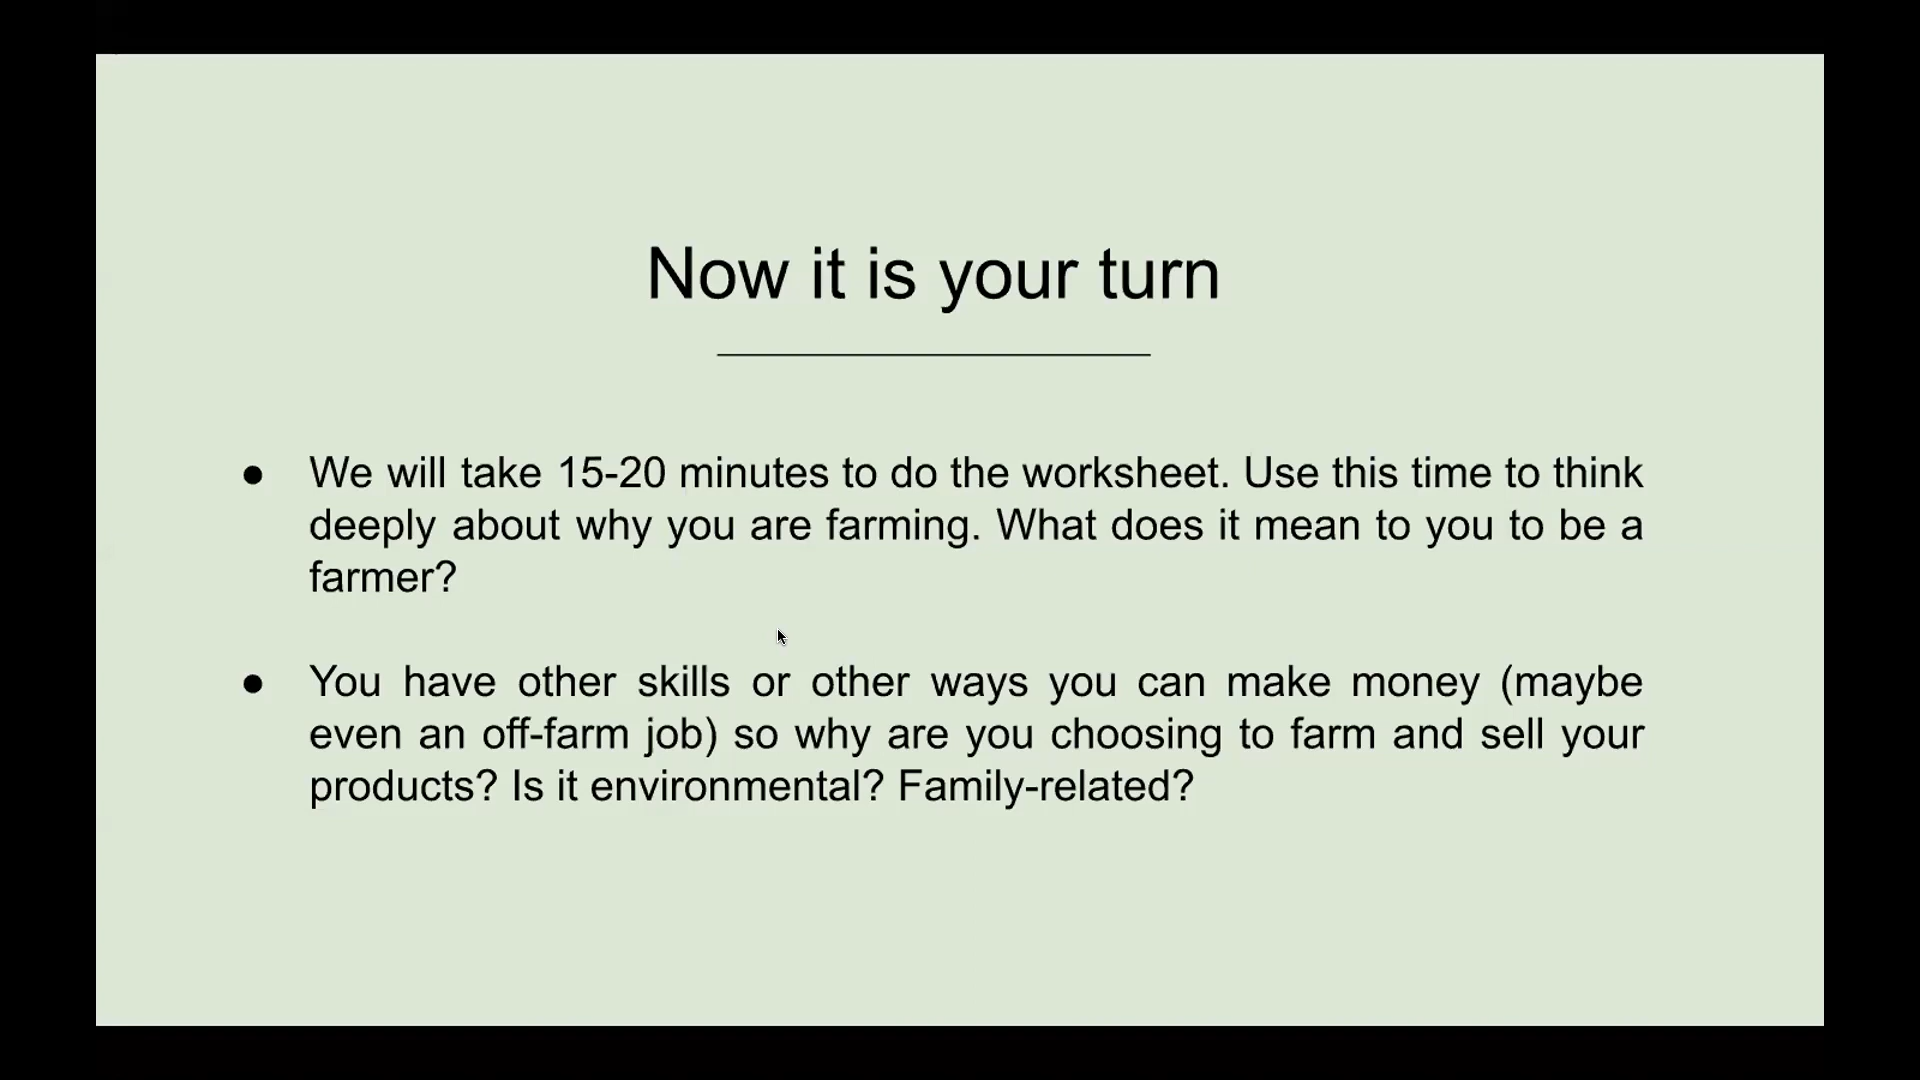 Now it is your turn
● We will take 15-20 minutes to do the worksheet. Use this time to think
deeply about why you are farming. What does it mean to you to be a
farmer?
● You have other skills or other ways you can make money (maybe
even an off-farm job) so why are you choosing to farm and sell your
products? Is it environmental? Family-related?